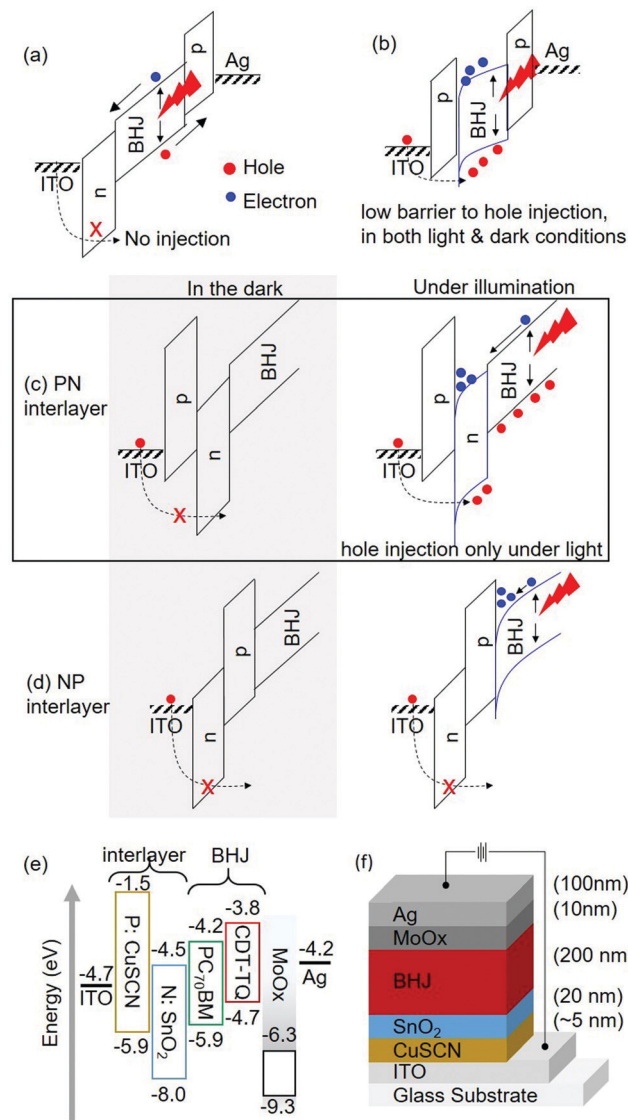 (a)
p
Ag
BHJ
ITO
n
X
No injection
Hole
Electron
(b)
p
Ag
p
BHJ
ITO
low barrier to hole injection,
in both light & dark conditions
In the dark
Under illumination
(c) PN
interlayer
p
BHJ
n
ITO
X
p
BHJ
n
ITO
hole injection only under light
(d) NP
interlayer
p
BHJ
n
ITO
X
p
BHJ
n
ITO
X
(e)
interlayer
BHJ
Energy (eV)
-4.7
ITO
-1.5
P: CuSCN
-5.9
-4.5
N: SnO₂
-8.0
-4.2
PC₇₀BM
-5.9
-3.8
CDT-TQ
-4.7
MoOx
-6.3
-9.3
-4.2
Ag
(f)
(100nm)
Ag
(10nm)
MoOx
(200 nm
BHJ
(20 nm)
SnO₂
(~5 nm)
CuSCN
ITO
Glass Substrate